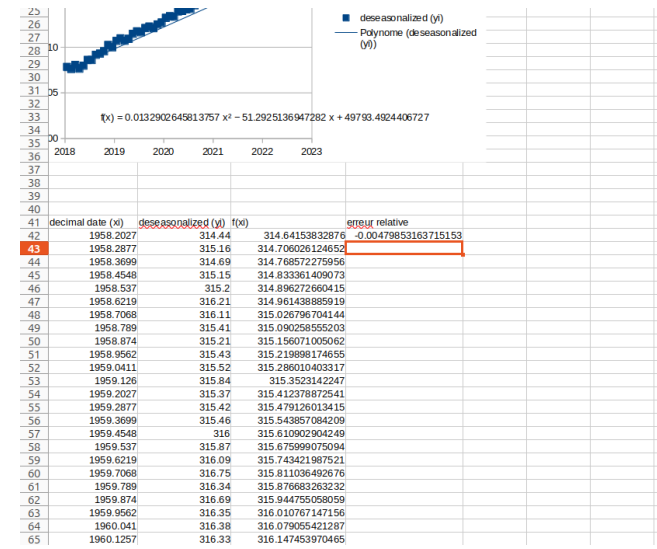 25
26
27
28
29
30
31
32
33
34
35
36
37
38
39
40
deseasonalized (yi)
Polynome (deseasonalized
(yi))
10
05
f(x) = 0.0132902645813757 x² − 51.2925136947282 x + 49793.4924406727
00
2018 2019 2020 2021 2022 2023
41 decimal date (xi) deseasonalized (yi) f(xi) erreur relative
42 1958.2027 314.44 314.64153832876 -0.00479853163715153
43 1958.2877 315.16 314.706026124652
44 1958.3699 314.69 314.768572275956
45 1958.4548 315.15 314.833361409073
46 1958.537 315.2 314.896272660415
47 1958.6219 316.21 314.961438885919
48 1958.7068 316.11 315.026796704144
49 1958.789 315.41 315.090258555203
50 1958.874 315.21 315.156071005062
51 1958.9562 315.43 315.219898174655
52 1959.0411 315.52 315.286010403317
53 1959.126 315.84 315.3523142247
54 1959.2027 315.37 315.412378872541
55 1959.2877 315.42 315.479126013415
56 1959.3699 315.46 315.543857084209
57 1959.4548 316 315.610902904249
58 1959.537 315.87 315.675999075094
59 1959.6219 316.09 315.743421987521
60 1959.7068 316.75 315.811036492676
61 1959.789 316.34 315.876683263232
62 1959.874 316.69 315.944755058059
63 1959.9562 316.35 316.010767147156
64 1960.041 316.38 316.079055421287
65 1960.1257 316.33 316.147453970465